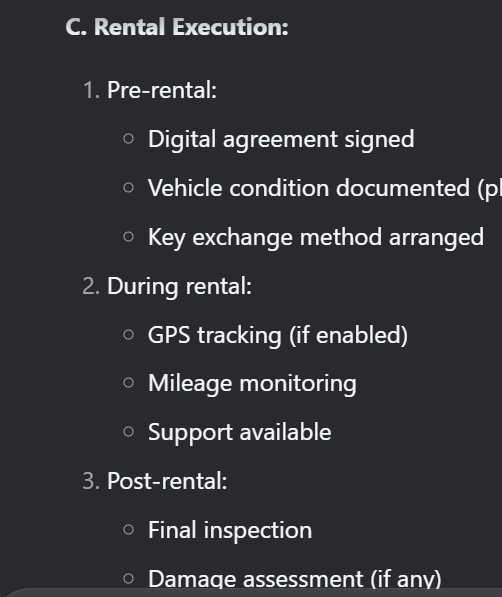 C. Rental Execution:
1. Pre-rental:
Digital agreement signed
Vehicle condition documented
Key exchange method arranged
2. During rental:
GPS tracking (if enabled)
Mileage monitoring
Support available
3. Post-rental:
Final inspection
Damage assessment (if any)